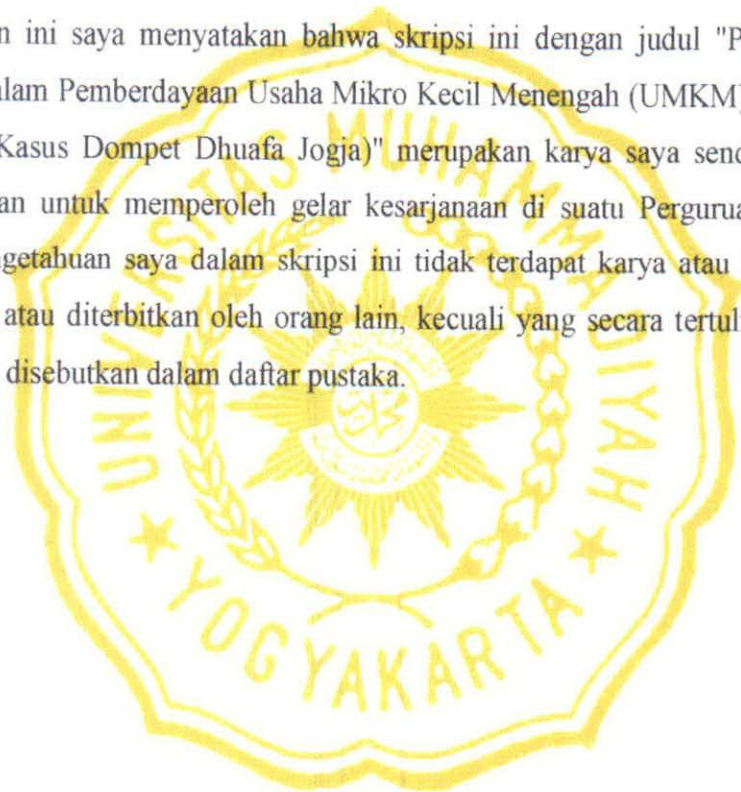 n ini saya menyatakan bahwa skripsi ini dengan judul "P
alam Pemberdayaan Usaha Mikro Kecil Menengah (UMKM)
Kasus Dompet Dhuafa Jogja)" merupakan karya saya send
an untuk memperoleh gelar kesarjanaan di suatu Pergurua
ngetahuan saya dalam skripsi ini tidak terdapat karya atau
atau diterbitkan oleh orang lain, kecuali yang secara tertuli
disebutkan dalam daftar pustaka.
UNIVERSITAS MUHAMMADIYAH
YOGYAKARTA